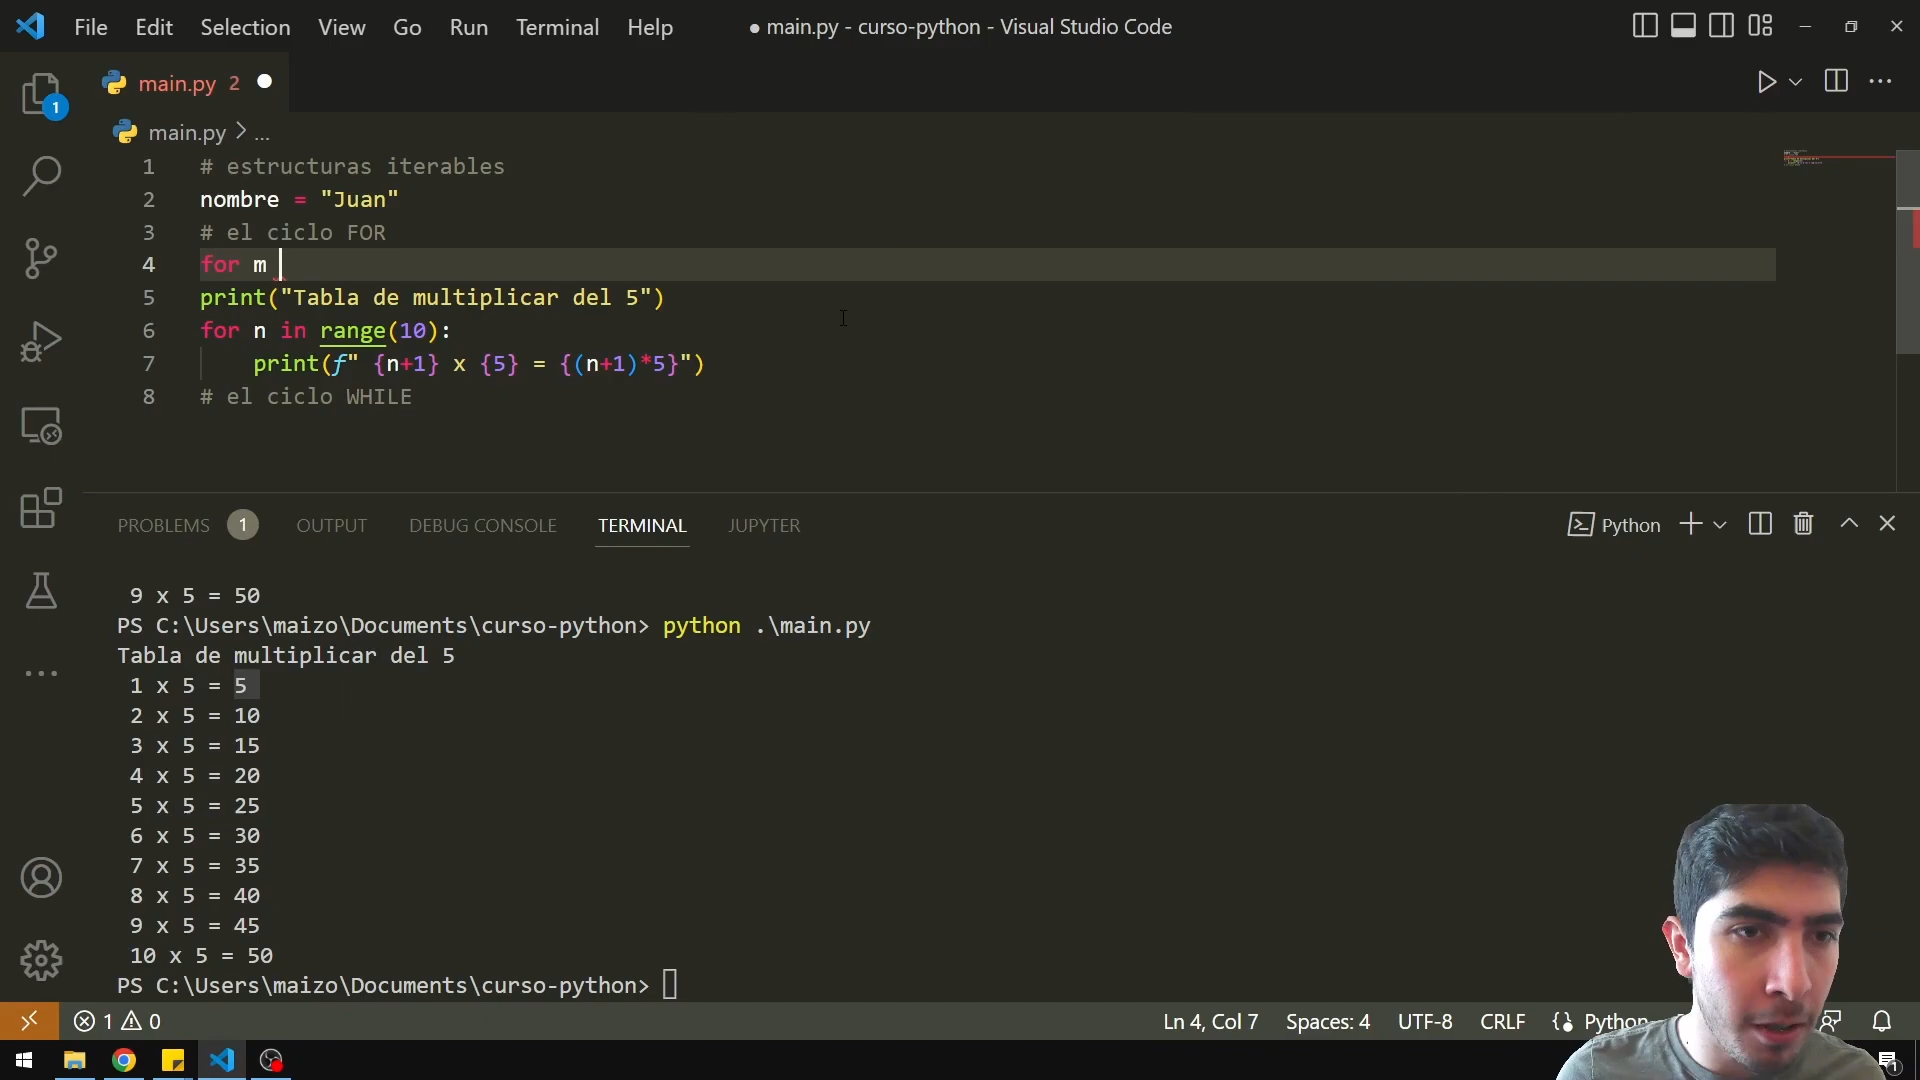 File Edit Selection View Go Run Terminal Help
● main.py - curso-python - Visual Studio Code
main.py 2
1
main.py > ...
1 # estructuras iterables
2 nombre = "Juan"
3 # el ciclo FOR
4 for m
5 print("Tabla de multiplicar del 5")
6 for n in range(10):
7 print(f" {n+1} x {5} = {(n+1)*5}")
8 # el ciclo WHILE
PROBLEMS 1 OUTPUT DEBUG CONSOLE TERMINAL JUPYTER
Python
9 x 5 = 50
PS C:\Users\maizo\Documents\curso-python> python .\main.py
Tabla de multiplicar del 5
1 x 5 = 5
2 x 5 = 10
3 x 5 = 15
4 x 5 = 20
5 x 5 = 25
6 x 5 = 30
7 x 5 = 35
8 x 5 = 40
9 x 5 = 45
10 x 5 = 50
PS C:\Users\maizo\Documents\curso-python>
1 0 Ln 4, Col 7 Spaces: 4 UTF-8 CRLF Python
1